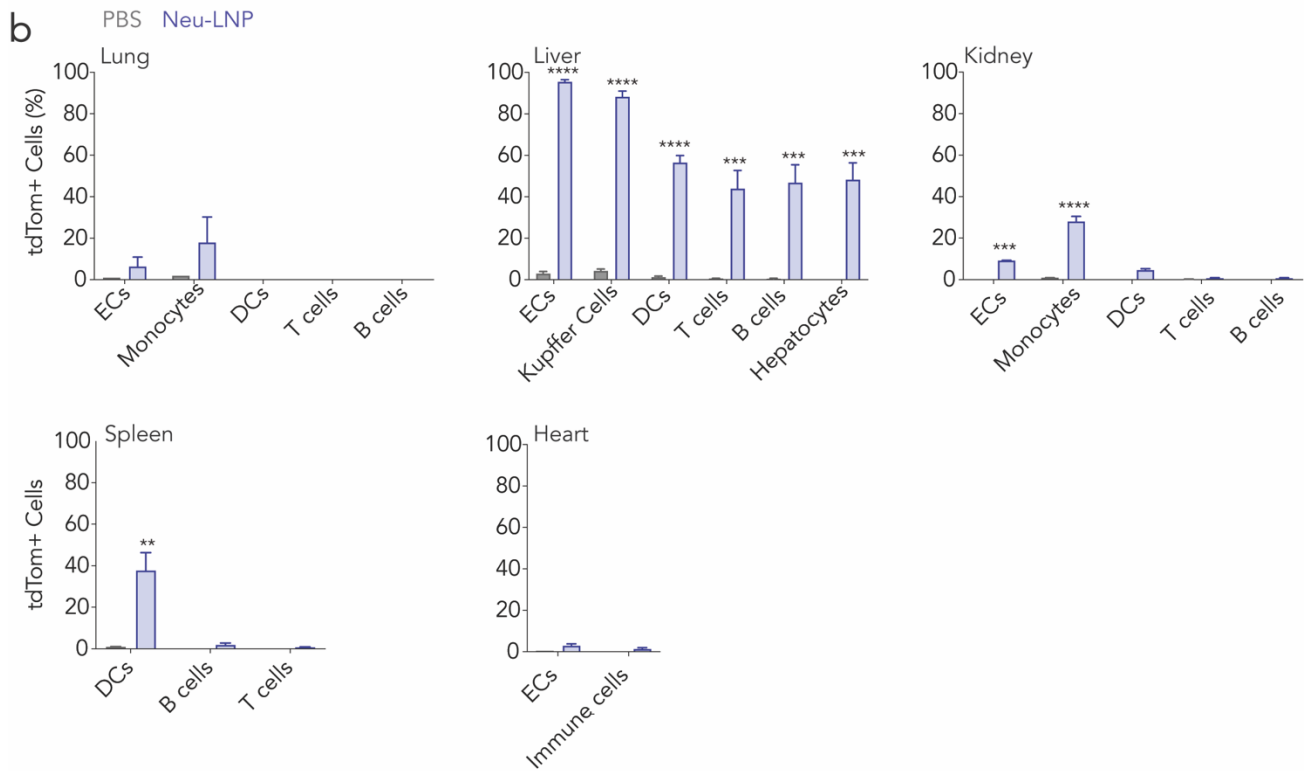 b
PBS Neu-LNP
Lung
tdTom+ Cells (%)
100
80
60
40
20
0
ECs
Monocytes
DCs
T cells
B cells
Liver
100
80
60
40
20
0
****
****
****
***
***
***
ECs
Kupffer Cells
DCs
T cells
B cells
Hepatocytes
Kidney
100
80
60
40
20
0
***
****
ECs
Monocytes
DCs
T cells
B cells
Spleen
tdTom+ Cells
100
80
60
40
20
0
**
DCs
B cells
T cells
Heart
100
80
60
40
20
0
ECs
Immune cells